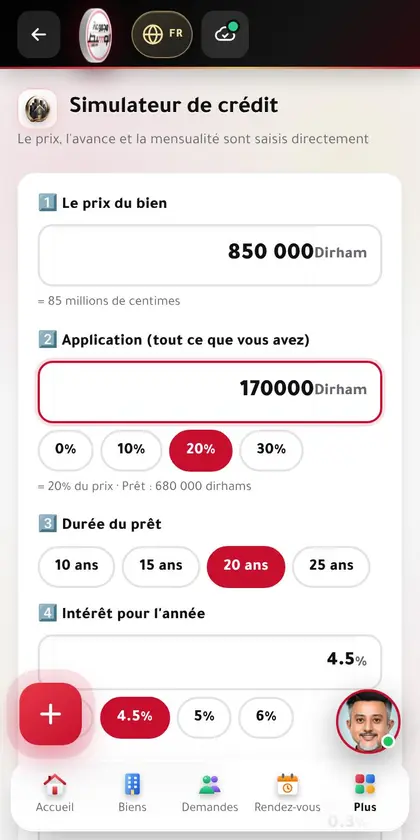 FR
Simulateur de crédit
Le prix, l'avance et la mensualité sont saisis directement
1 Le prix du bien
850 000Dirham
= 85 millions de centimes
2 Application (tout ce que vous avez)
170000Dirham
0% 10% 20% 30%
= 20% du prix · Prêt : 680 000 dirhams
3 Durée du prêt
10 ans 15 ans 20 ans 25 ans
4 Intérêt pour l'année
4.5%
4.5% 5% 6%
Accueil Biens Demandes Rendez-vous Plus